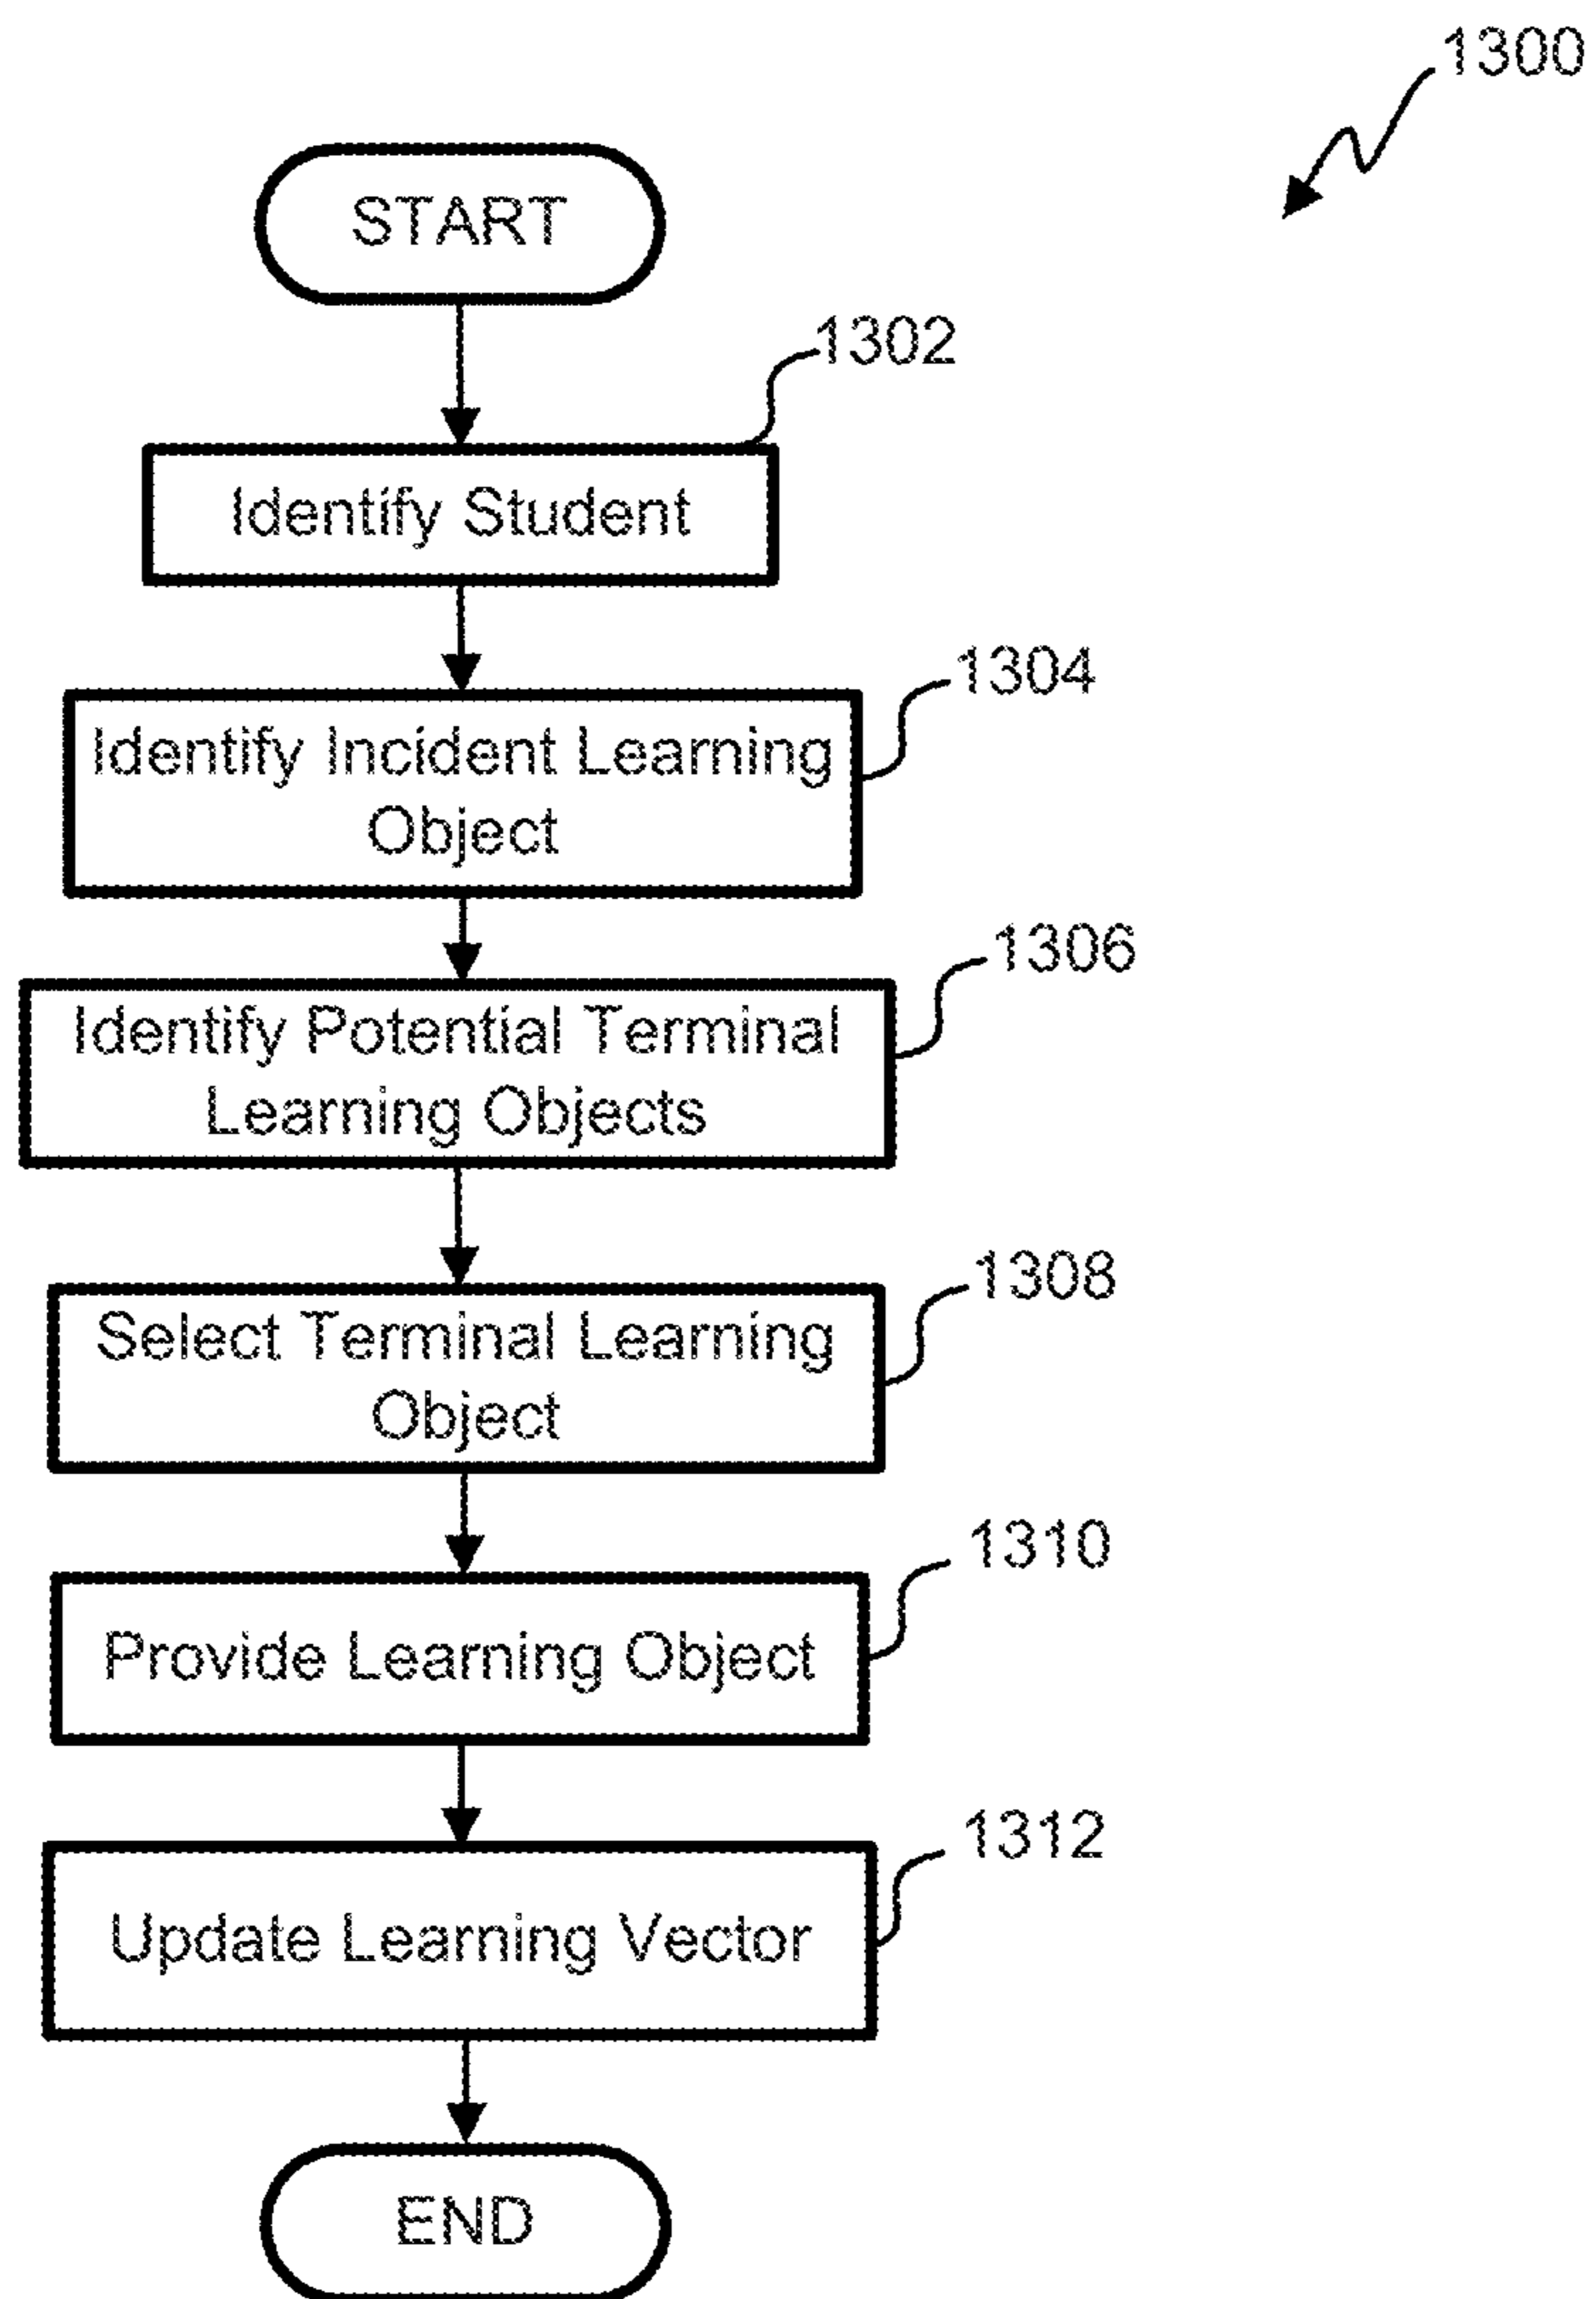 1300
START
1302
Identify Student
1304
Identify Incident Learning
Object
1306
Identify Potential Terminal
Learning Objects
1308
Select Terminal Learning
Object
1310
Provide Learning Object
1312
Update Learning Vector
END